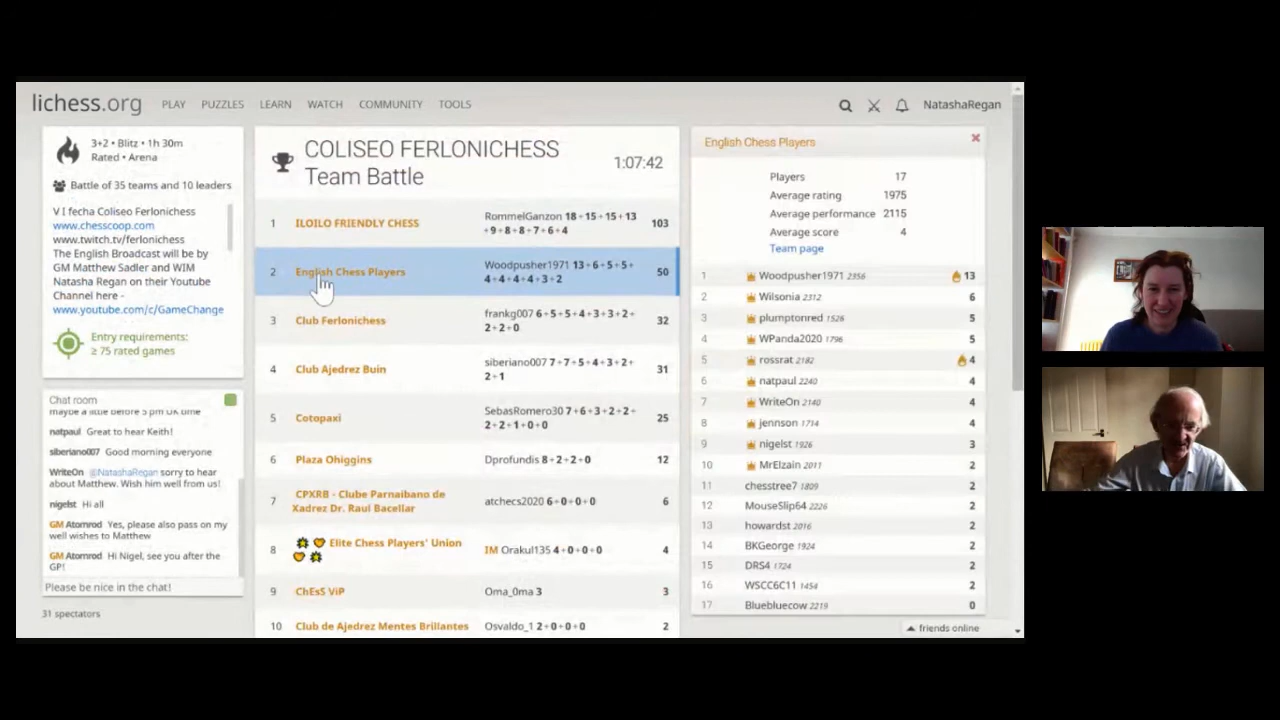 lichess.org PLAY PUZZLES LEARN WATCH COMMUNITY TOOLS NatashaRegan
3+2 • Blitz • 1h 30m
Rated • Arena
Battle of 35 teams and 10 leaders
V I fecha Coliseo Ferlonichess
www.chesscoop.com
www.twitch.tv/ferlonichess
The English Broadcast will be by
GM Matthew Sadler and WIM
Natasha Regan on their Youtube
Channel here -
www.youtube.com/c/GameChange
Entry requirements:
≥ 75 rated games
Chat room
maybe a little before 5 pm UK time
natpaul Great to hear Keith!
siberiano007 Good morning everyone
WriteOn @NatashaRegan sorry to hear
about Matthew. Wish him well from us!
nigelst Hi all
GM Atomrod Yes, please also pass on my
well wishes to Matthew
GM Atomrod Hi Nigel, see you after the
GP!
Please be nice in the chat!
31 spectators
COLISEO FERLONICHESS
Team Battle
1:07:42
1 ILOILO FRIENDLY CHESS RommelGanzon 18+15+15+13
+9+8+8+7+6+4 103
2 English Chess Players Woodpusher1971 13+6+5+5+
4+4+4+4+3+2 50
3 Club Ferlonichess frankg007 6+5+5+4+3+3+2+
2+2+0 32
4 Club Ajedrez Buin siberiano007 7+7+5+4+3+2+
2+1 31
5 Cotopaxi SebasRomero30 7+6+3+2+2+
2+2+1+0+0 25
6 Plaza Ohiggins Dprofundis 8+2+2+0 12
7 CPXRB - Clube Parnaibano de
Xadrez Dr. Raul Bacellar atchecs2020 6+0+0+0 6
8 Elite Chess Players' Union IM Orakul135 4+0+0+0 4
9 ChEsS ViP Oma_0ma 3 3
10 Club de Ajedrez Mentes Brillantes Osvaldo_1 2+0+0+0 2
English Chess Players
Players 17
Average rating 1975
Average performance 2115
Average score 4
Team page
1 Woodpusher1971 2356 13
2 Wilsonia 2312 6
3 plumptonred 1526 5
4 WPanda2020 1796 5
5 rossrat 2182 4
6 natpaul 2240 4
7 WriteOn 2140 4
8 jennson 1714 4
9 nigelst 1926 3
10 MrElzain 2011 2
11 chesstree7 1809 2
12 MouseSlip64 2226 2
13 howardst 2016 2
14 BKGeorge 1924 2
15 DRS4 1724 2
16 WSCC6C11 1454 2
17 Bluebluecow 2219 0
friends online